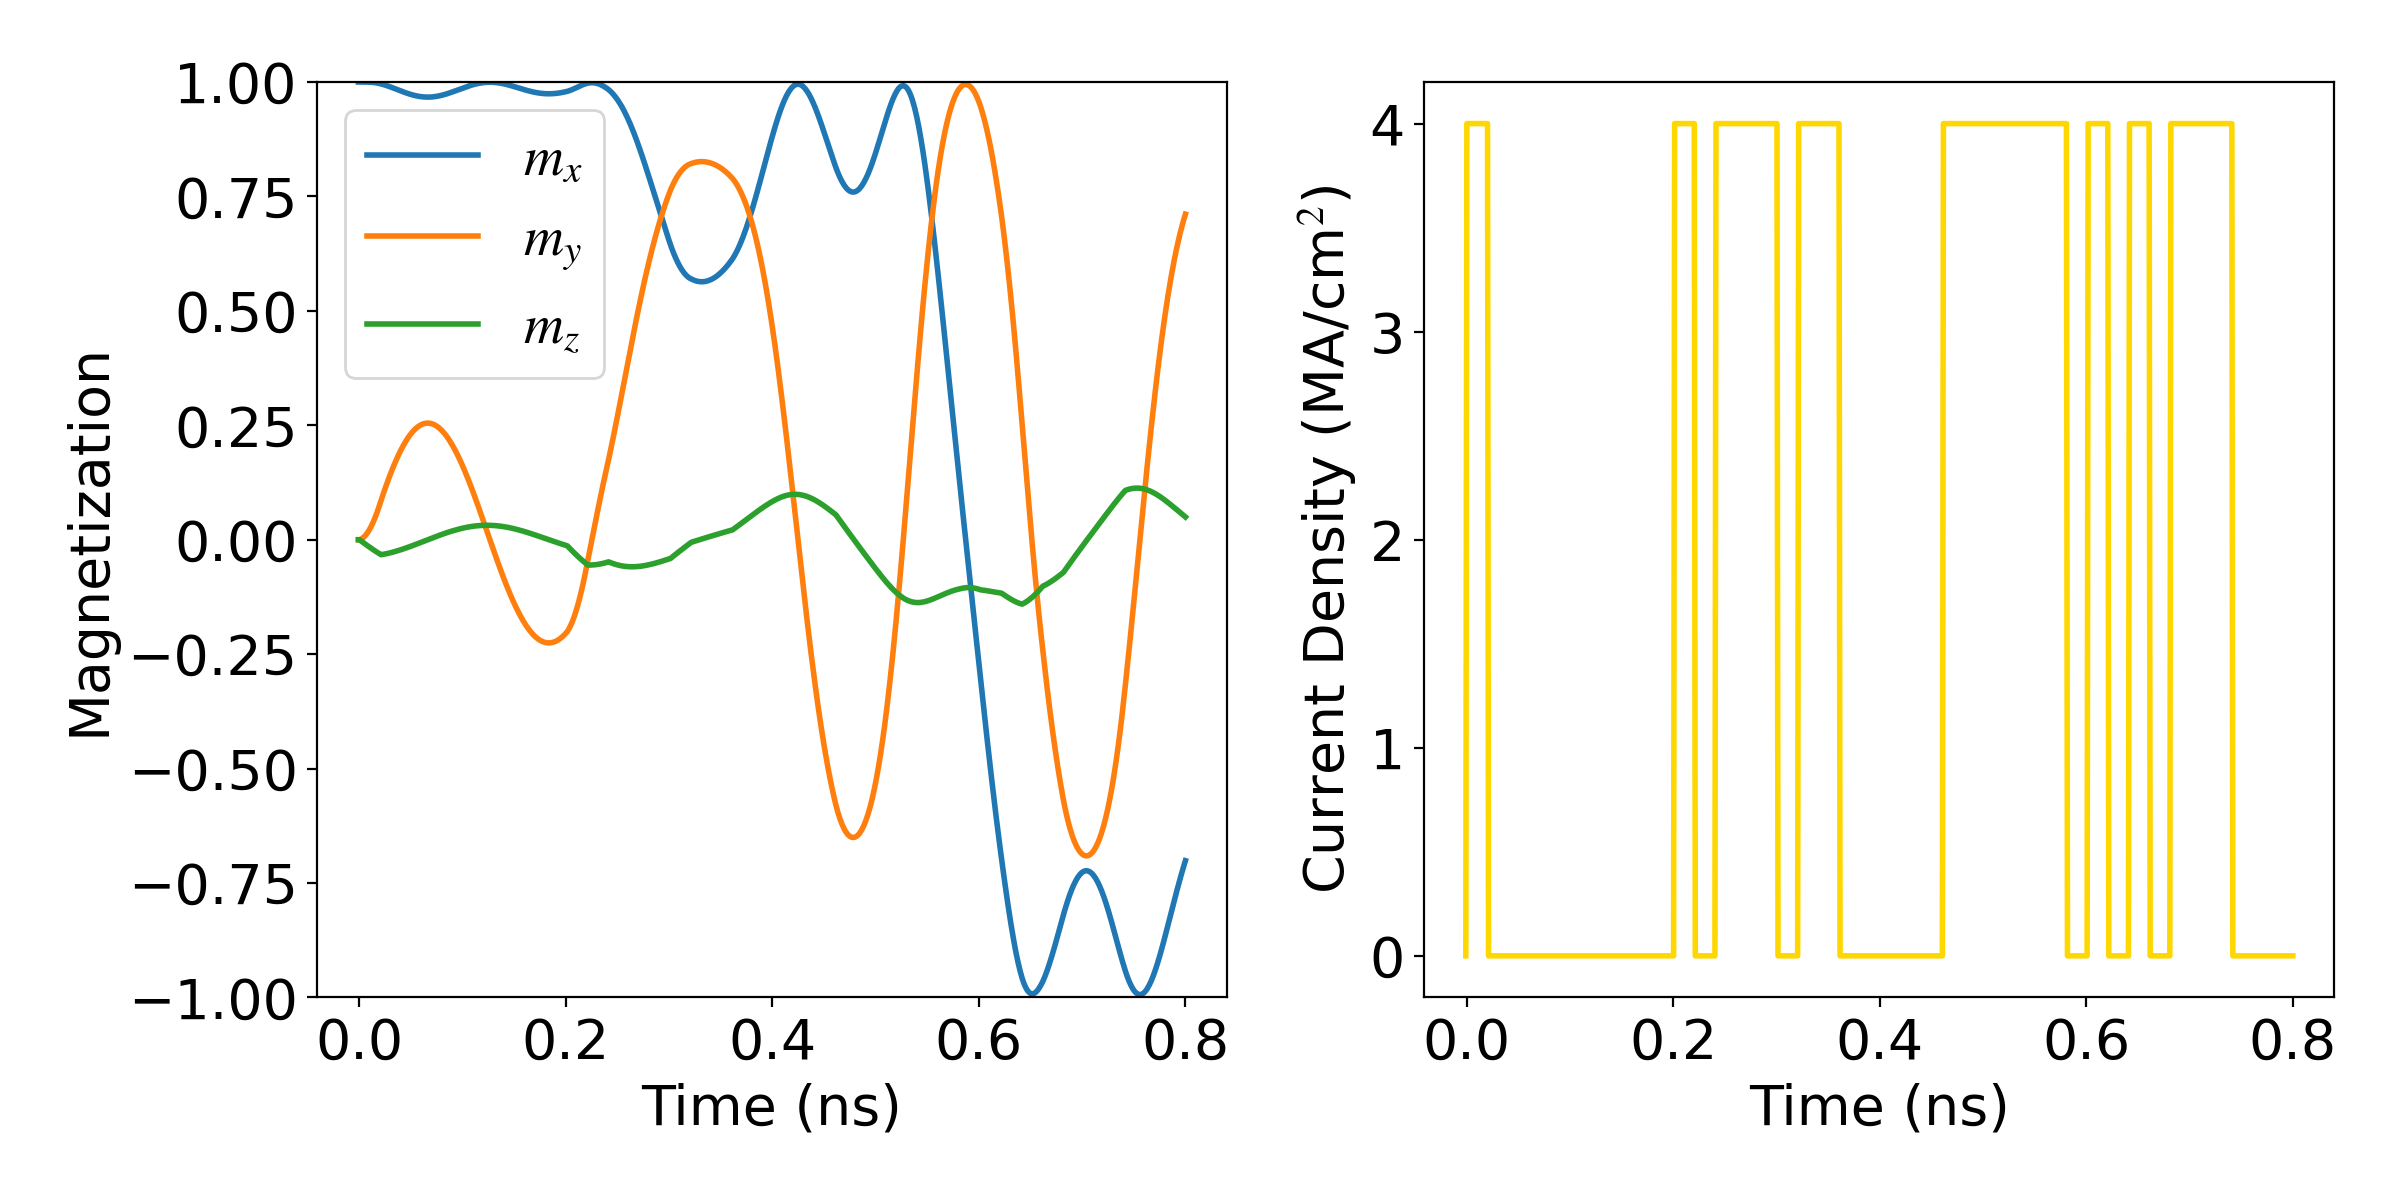 1.00
0.75
0.50
0.25
0.00
−0.25
−0.50
−0.75
−1.00
Magnetization
m_x
m_y
m_z
0.0 0.2 0.4 0.6 0.8
Time (ns)
4
3
2
1
0
Current Density (MA/cm²)
0.0 0.2 0.4 0.6 0.8
Time (ns)